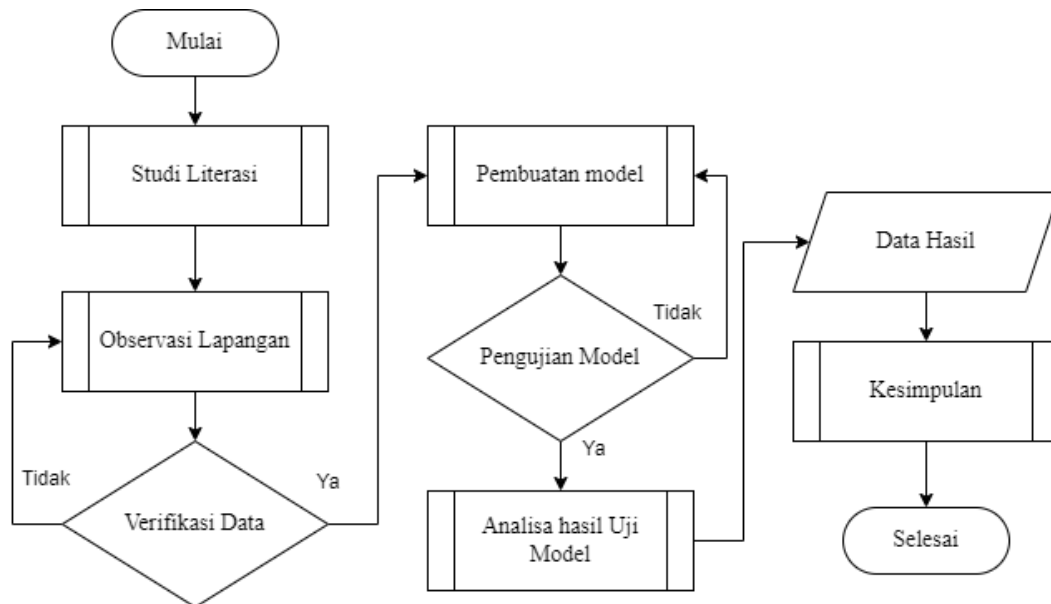 Mulai
Studi Literasi
Observasi Lapangan
Tidak
Verifikasi Data
Ya
Pembuatan model
Tidak
Pengujian Model
Ya
Analisa hasil Uji
Model
Data Hasil
Kesimpulan
Selesai